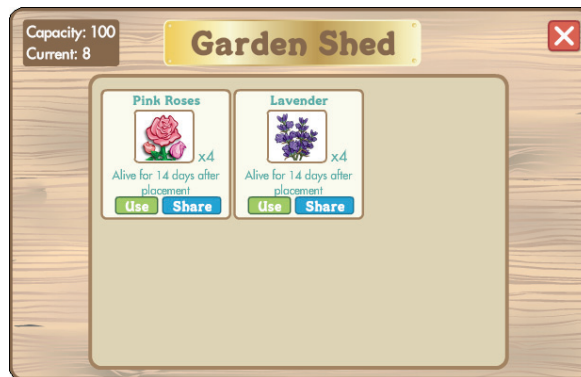 Capacity: 100
Current: 8
Garden Shed
Pink Roses
x4
Alive for 14 days after
placement
Use Share
Lavender
x4
Alive for 14 days after
placement
Use Share